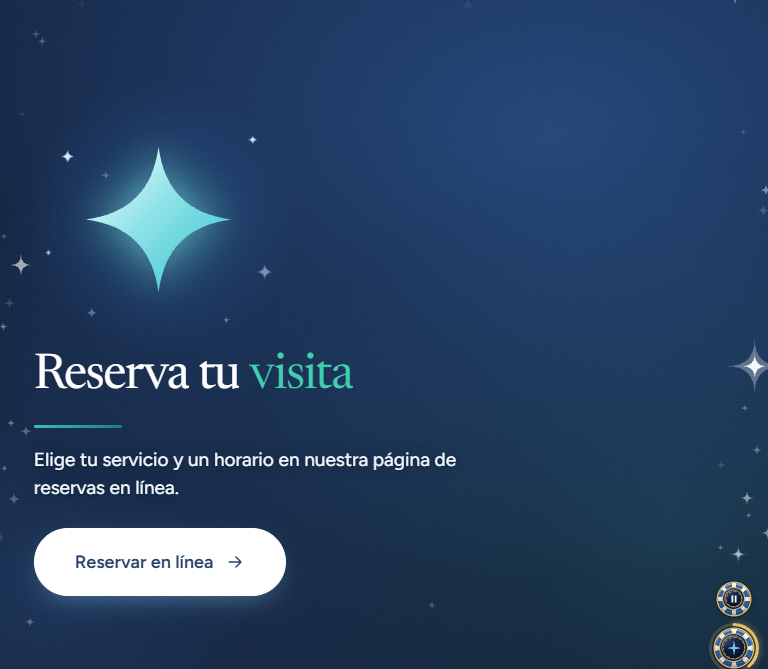 Reserva tu visita
Elige tu servicio y un horario en nuestra página de
reservas en línea.
Reservar en línea →